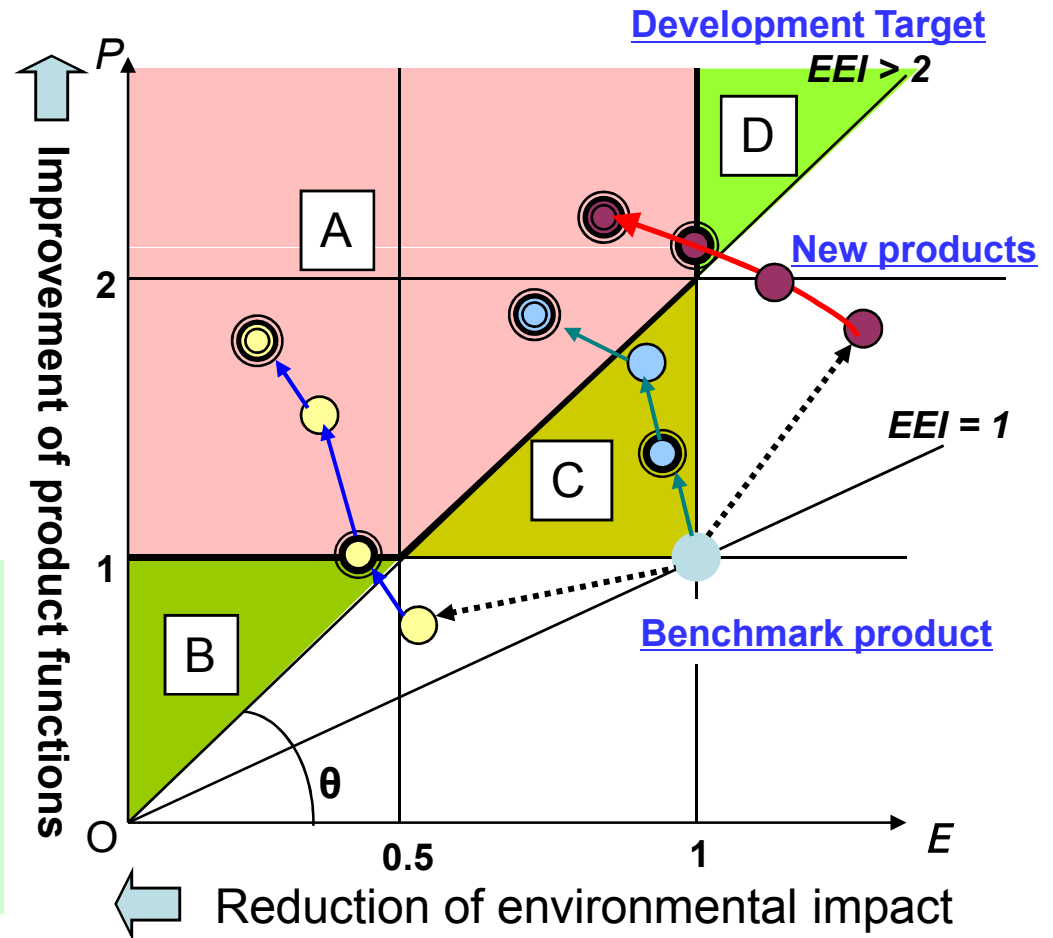 Development Target
P
EEI > 2
D
Improvement of product functions
A
New products
2
EEI = 1
C
1
Benchmark product
B
θ
O
0.5
1
E
Reduction of environmental impact